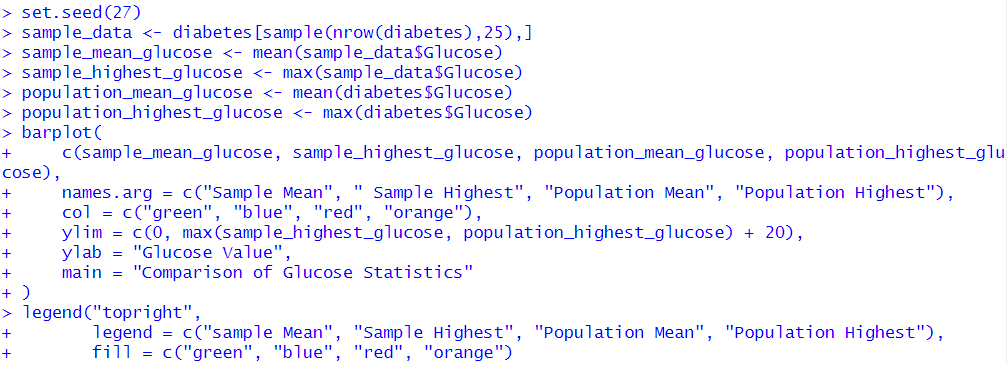 > set.seed(27)
> sample_data <- diabetes[sample(nrow(diabetes),25),]
> sample_mean_glucose <- mean(sample_data$Glucose)
> sample_highest_glucose <- max(sample_data$Glucose)
> population_mean_glucose <- mean(diabetes$Glucose)
> population_highest_glucose <- max(diabetes$Glucose)
> barplot(
+     c(sample_mean_glucose, sample_highest_glucose, population_mean_glucose, population_highest_glu
cose),
+     names.arg = c("Sample Mean", " Sample Highest", "Population Mean", "Population Highest"),
+     col = c("green", "blue", "red", "orange"),
+     ylim = c(0, max(sample_highest_glucose, population_highest_glucose) + 20),
+     ylab = "Glucose Value",
+     main = "Comparison of Glucose Statistics"
+ )
> legend("topright",
+        legend = c("sample Mean", "Sample Highest", "Population Mean", "Population Highest"),
+        fill = c("green", "blue", "red", "orange")